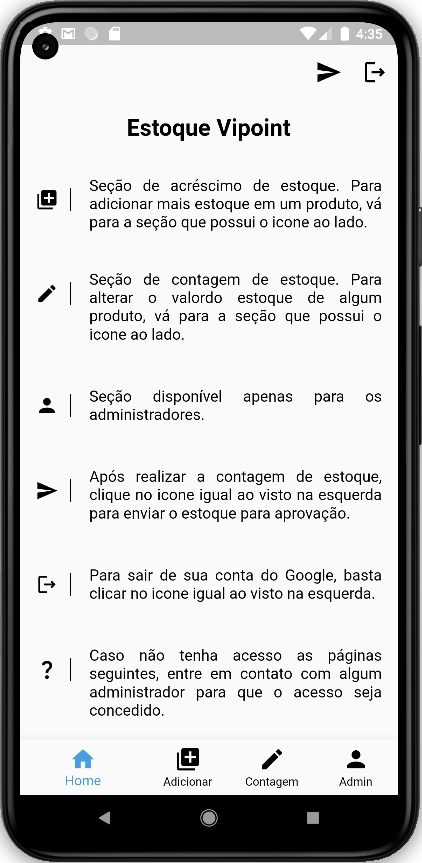 4:35
Estoque Vipoint
Seção de acréscimo de estoque. Para
adicionar mais estoque em um produto, vá
para a seção que possui o icone ao lado.
Seção de contagem de estoque. Para
alterar o valordo estoque de algum
produto, vá para a seção que possui o
icone ao lado.
Seção disponível apenas para os
administradores.
Após realizar a contagem de estoque,
clique no icone igual ao visto na esquerda
para enviar o estoque para aprovação.
Para sair de sua conta do Google, basta
clicar no icone igual ao visto na esquerda.
?
Caso não tenha acesso as páginas
seguintes, entre em contato com algum
administrador para que o acesso seja
concedido.
Home Adicionar Contagem Admin